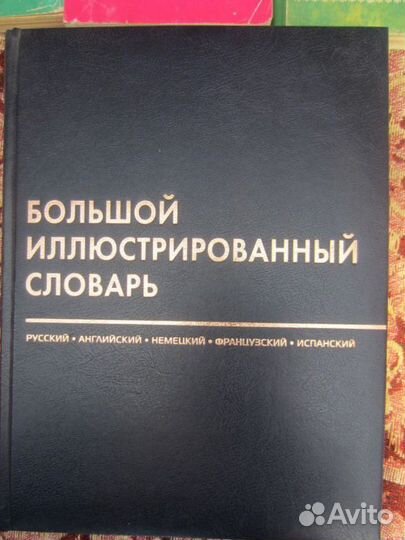 БОЛЬШОЙ
ИЛЛЮСТРИРОВАННЫЙ
СЛОВАРЬ
РУССКИЙ • АНГЛИЙСКИЙ • НЕМЕЦКИЙ • ФРАНЦУЗСКИЙ • ИСПАНСКИЙ
Avito